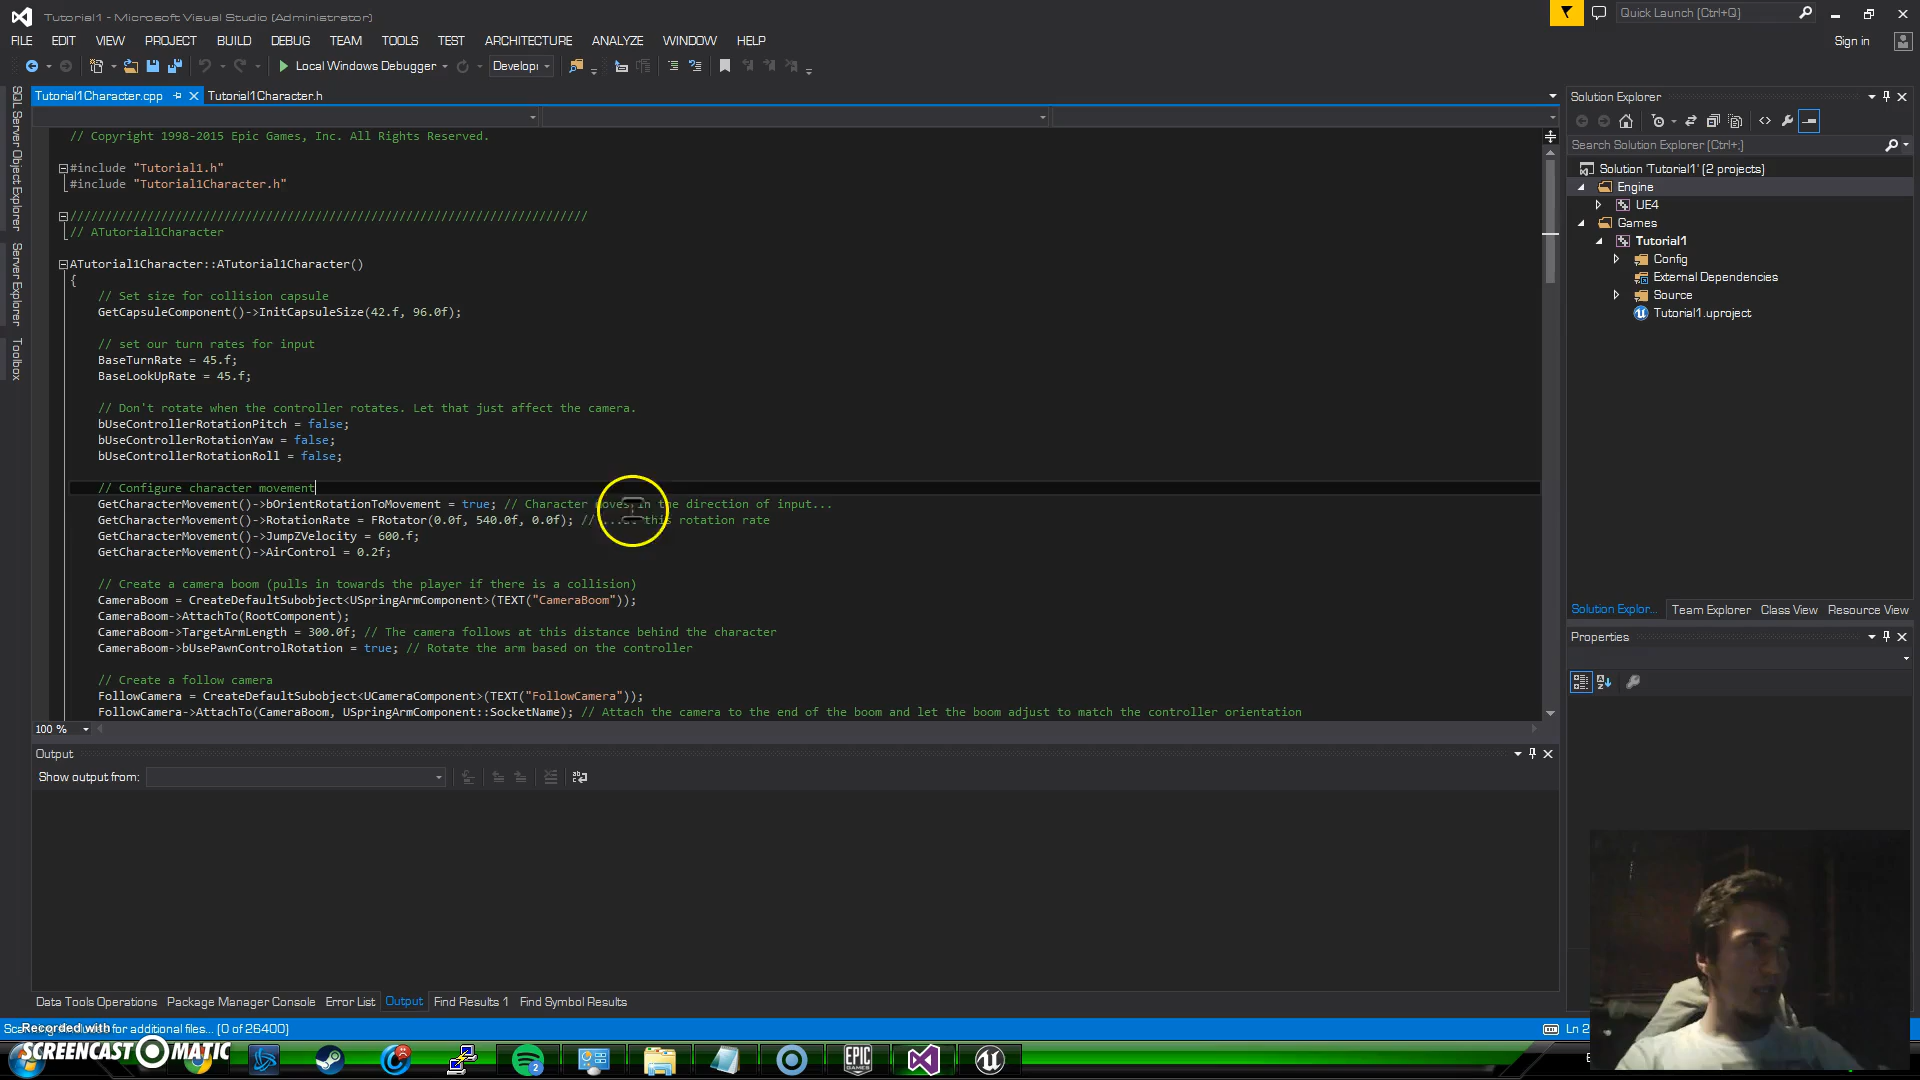 Tutorial1 - Microsoft Visual Studio (Administrator)
Quick Launch (Ctrl+Q)
FILE EDIT VIEW PROJECT BUILD DEBUG TEAM TOOLS TEST ARCHITECTURE ANALYZE WINDOW HELP
Sign in
Local Windows Debugger
Developi
Tutorial1Character.cpp
Tutorial1Character.h
SQL Server Object Explorer
Server Explorer
Toolbox
// Copyright 1998-2015 Epic Games, Inc. All Rights Reserved.
#include "Tutorial1.h"
#include "Tutorial1Character.h"
//////////////////////////////////////////////////////////////////////////
// ATutorial1Character
ATutorial1Character::ATutorial1Character()
{
// Set size for collision capsule
GetCapsuleComponent()->InitCapsuleSize(42.f, 96.0f);
// set our turn rates for input
BaseTurnRate = 45.f;
BaseLookUpRate = 45.f;
// Don't rotate when the controller rotates. Let that just affect the camera.
bUseControllerRotationPitch = false;
bUseControllerRotationYaw = false;
bUseControllerRotationRoll = false;
// Configure character movement
GetCharacterMovement()->bOrientRotationToMovement = true; // Character moves in the direction of input...
GetCharacterMovement()->RotationRate = FRotator(0.0f, 540.0f, 0.0f); // ... this rotation rate
GetCharacterMovement()->JumpZVelocity = 600.f;
GetCharacterMovement()->AirControl = 0.2f;
// Create a camera boom (pulls in towards the player if there is a collision)
CameraBoom = CreateDefaultSubobject<USpringArmComponent>(TEXT("CameraBoom"));
CameraBoom->AttachTo(RootComponent);
CameraBoom->TargetArmLength = 300.0f; // The camera follows at this distance behind the character
CameraBoom->bUsePawnControlRotation = true; // Rotate the arm based on the controller
// Create a follow camera
FollowCamera = CreateDefaultSubobject<UCameraComponent>(TEXT("FollowCamera"));
FollowCamera->AttachTo(CameraBoom, USpringArmComponent::SocketName); // Attach the camera to the end of the boom and let the boom adjust to match the controller orientation
100 %
Output
Show output from:
Data Tools Operations Package Manager Console Error List Output Find Results 1 Find Symbol Results
Solution Explorer
Search Solution Explorer (Ctrl+;)
Solution 'Tutorial1' (2 projects)
Engine
UE4
Games
Tutorial1
Config
External Dependencies
Source
Tutorial1.uproject
Solution Explor... Team Explorer Class View Resource View
Properties
for additional files... (0 of 26400)
Ln 2
Recorded with
SCREENCAST MATIC
2
EPIC GAMES